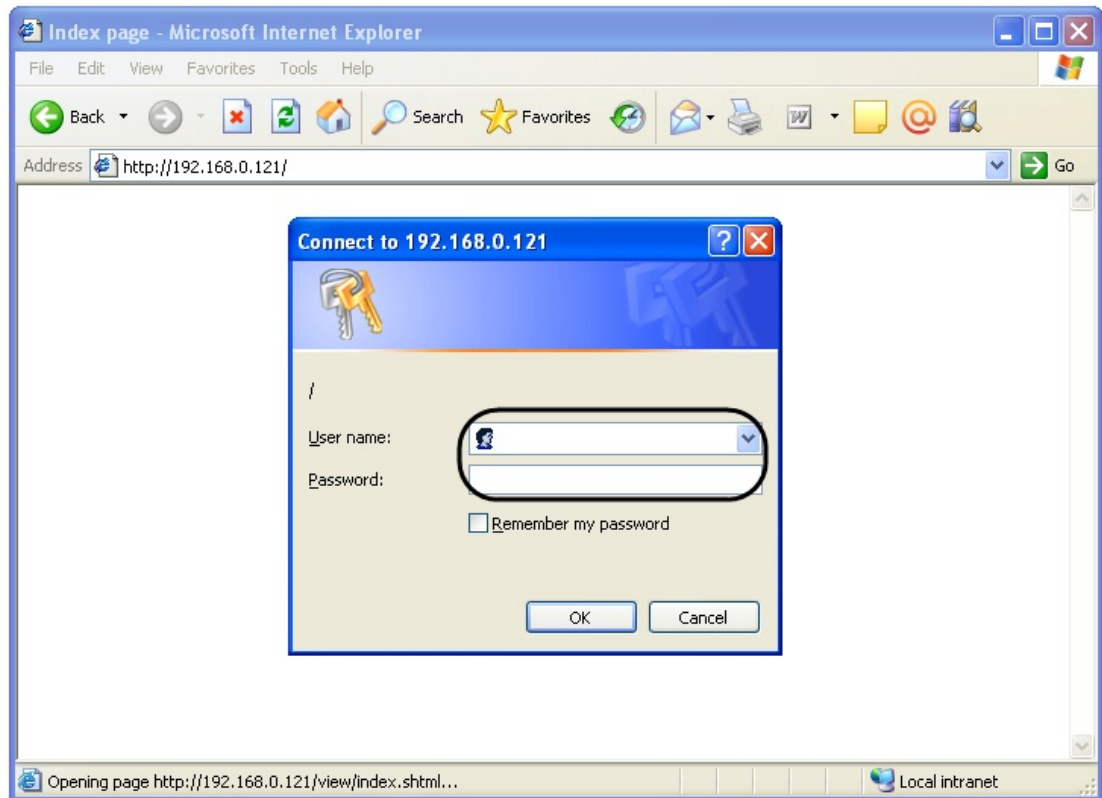 Index page - Microsoft Internet Explorer
File Edit View Favorites Tools Help
Back Search Favorites
Address http://192.168.0.121/ Go
Connect to 192.168.0.121
/
User name:
Password:
Remember my password
OK Cancel
Opening page http://192.168.0.121/view/index.shtml... Local intranet